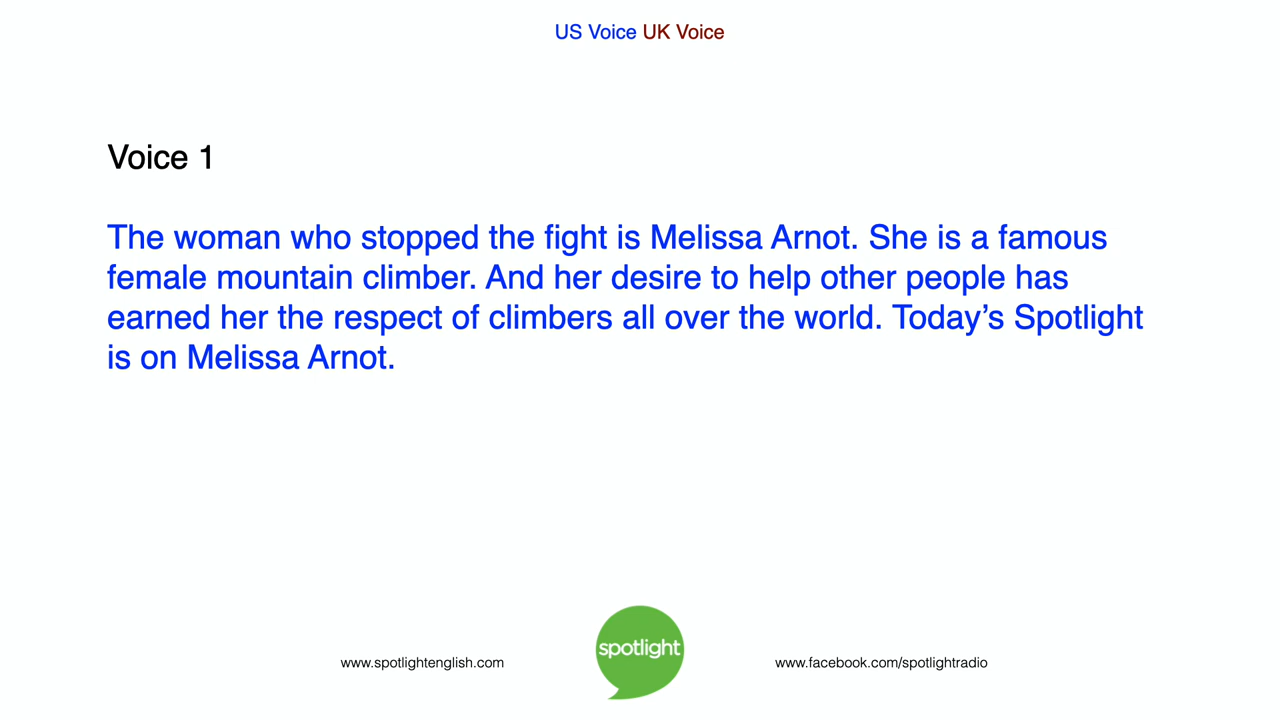 US Voice UK Voice
Voice 1
The woman who stopped the fight is Melissa Arnot. She is a famous
female mountain climber. And her desire to help other people has
earned her the respect of climbers all over the world. Today’s Spotlight
is on Melissa Arnot.
www.spotlightenglish.com
spotlight
www.facebook.com/spotlightradio